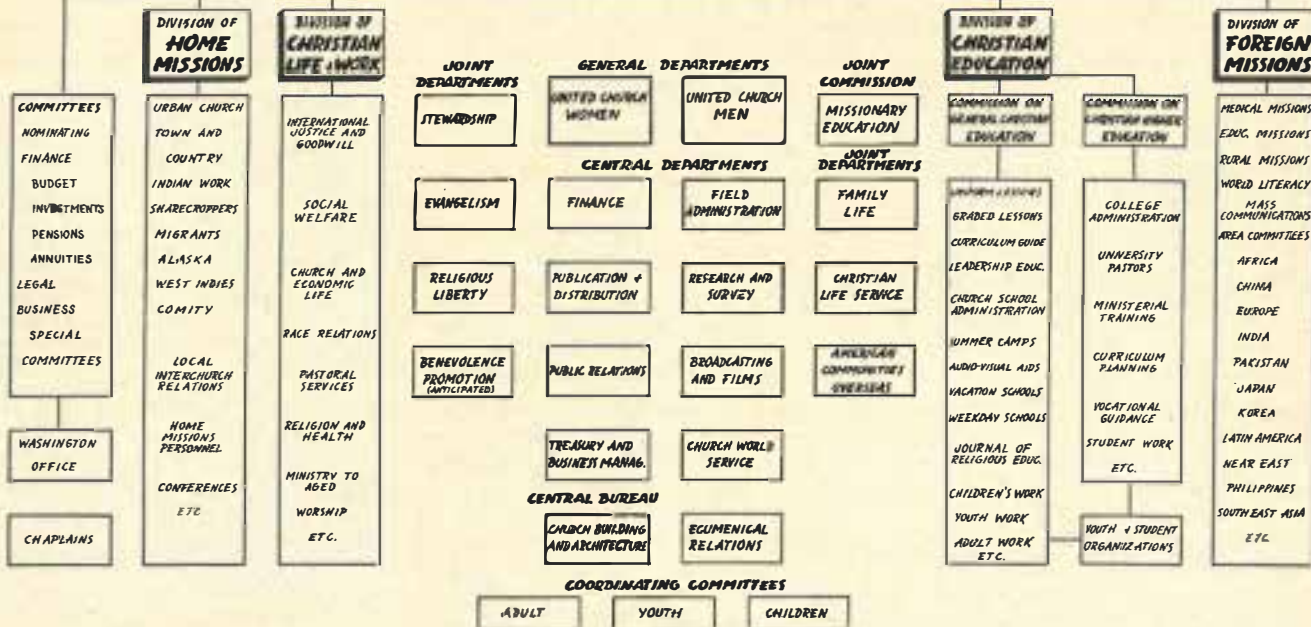 COMMITTEES
NOMINATING
FINANCE
BUDGET
INVESTMENTS
PENSIONS
ANNUITIES
LEGAL
BUSINESS
SPECIAL
COMMITTEES
WASHINGTON
OFFICE
CHAPLAINS
DIVISION OF
HOME
MISSIONS
URBAN CHURCH
TOWN AND
COUNTRY
INDIAN WORK
SHARECROPPERS
MIGRANTS
ALASKA
WEST INDIES
COMITY
LOCAL
INTERCHURCH
RELATIONS
HOME
MISSIONS
PERSONNEL
CONFERENCES
ETC
DIVISION OF
CHRISTIAN
LIFE & WORK
INTERNATIONAL
JUSTICE AND
GOODWILL
SOCIAL
WELFARE
CHURCH AND
ECONOMIC
LIFE
RACE RELATIONS
PASTORAL
SERVICES
RELIGION AND
HEALTH
MINISTRY TO
AGED
WORSHIP
ETC.
JOINT
DEPARTMENTS
STEWARDSHIP
EVANGELISM
RELIGIOUS
LIBERTY
BENEVOLENCE
PROMOTION
(ANTICIPATED)
GENERAL DEPARTMENTS
UNITED CHURCH
WOMEN
UNITED CHURCH
MEN
CENTRAL DEPARTMENTS
FINANCE
FIELD
ADMINISTRATION
PUBLICATION &
DISTRIBUTION
RESEARCH AND
SURVEY
PUBLIC RELATIONS
BROADCASTING
AND FILMS
TREASURY AND
BUSINESS MANAG.
CHURCH WORLD
SERVICE
CENTRAL BUREAU
CHURCH BUILDING
AND ARCHITECTURE
ECUMENICAL
RELATIONS
COORDINATING COMMITTEES
ADULT
YOUTH
CHILDREN
JOINT
COMMISSION
MISSIONARY
EDUCATION
JOINT
DEPARTMENTS
FAMILY
LIFE
CHRISTIAN
LIFE SERVICE
AMERICAN
COMMUNITIES
OVERSEAS
DIVISION OF
CHRISTIAN
EDUCATION
COMMISSION ON
GENERAL CHRISTIAN
EDUCATION
UNIFORM LESSONS
GRADED LESSONS
CURRICULUM GUIDE
LEADERSHIP EDUC.
CHURCH SCHOOL
ADMINISTRATION
SUMMER CAMPS
AUDIO-VISUAL AIDS
VACATION SCHOOLS
WEEKDAY SCHOOLS
JOURNAL OF
RELIGIOUS EDUC.
CHILDREN'S WORK
YOUTH WORK
ADULT WORK
ETC.
COMMISSION ON
CHRISTIAN HIGHER
EDUCATION
COLLEGE
ADMINISTRATION
UNIVERSITY
PASTORS
MINISTERIAL
TRAINING
CURRICULUM
PLANNING
VOCATIONAL
GUIDANCE
STUDENT WORK
ETC.
YOUTH & STUDENT
ORGANIZATIONS
DIVISION OF
FOREIGN
MISSIONS
MEDICAL MISSIONS
EDUC. MISSIONS
RURAL MISSIONS
WORLD LITERACY
MASS
COMMUNICATIONS
AREA COMMITTEES
AFRICA
CHINA
EUROPE
INDIA
PAKISTAN
JAPAN
KOREA
LATIN AMERICA
NEAR EAST
PHILIPPINES
SOUTHEAST ASIA
ETC.